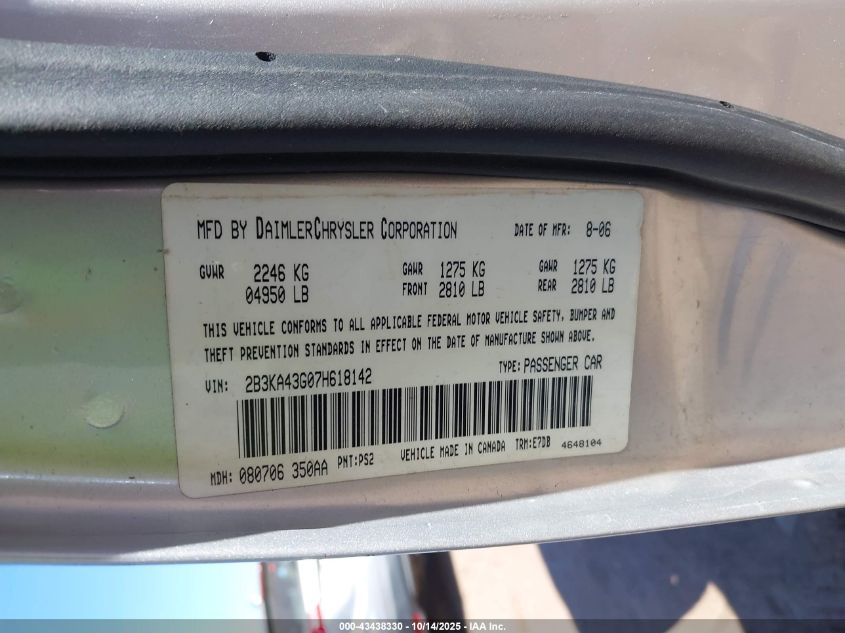 MFD BY DAIMLERCHRYSLER CORPORATION DATE OF MFR: 8-06
GVWR 2246 KG GAWR 1275 KG GAWR 1275 KG
04950 LB FRONT 2810 LB REAR 2810 LB
THIS VEHICLE CONFORMS TO ALL APPLICABLE FEDERAL MOTOR VEHICLE SAFETY, BUMPER AND
THEFT PREVENTION STANDARDS IN EFFECT ON THE DATE OF MANUFACTURE SHOWN ABOVE.
VIN: 2B3KA43G07H618142 TYPE: PASSENGER CAR
MDH: 080706 350AA PNT:PS2 VEHICLE MADE IN CANADA TRM:E7DB 4648104
000-43438330 - 10/14/2025 - IAA Inc.